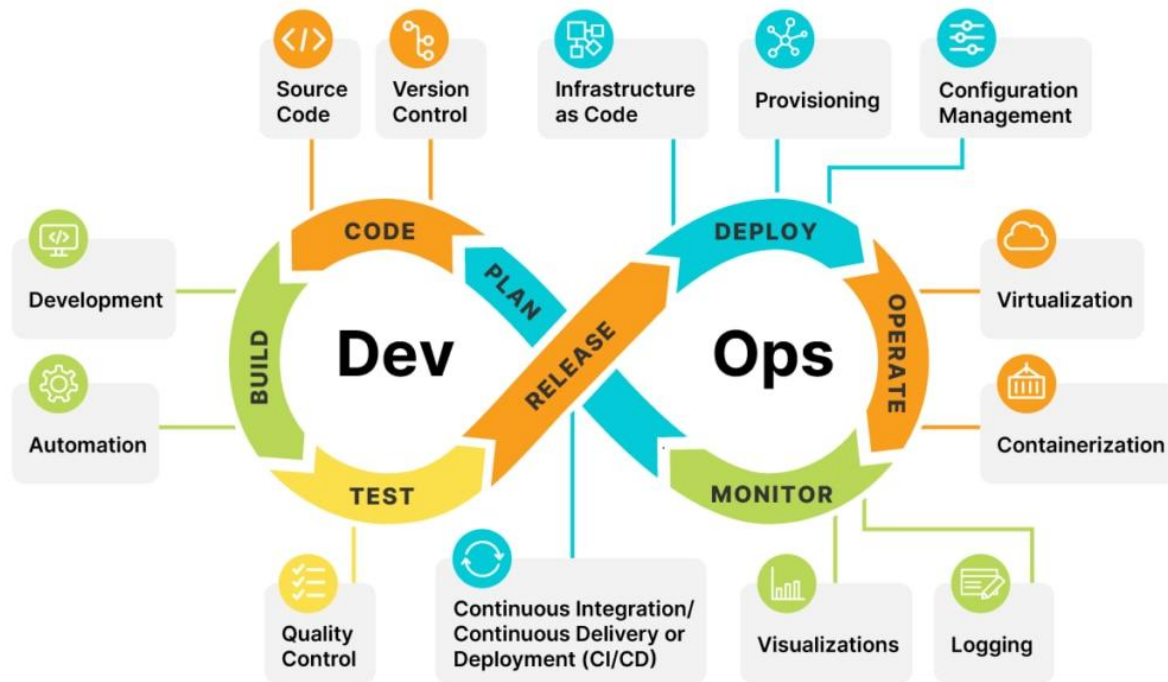 Source
Code
Version
Control
Infrastructure
as Code
Provisioning
Configuration
Management
CODE
PLAN
DEPLOY
Development
Virtualization
BUILD
Dev
RELEASE
Ops
OPERATE
Automation
Containerization
TEST
MONITOR
Quality
Control
Continuous Integration/
Continuous Delivery or
Deployment (CI/CD)
Visualizations
Logging